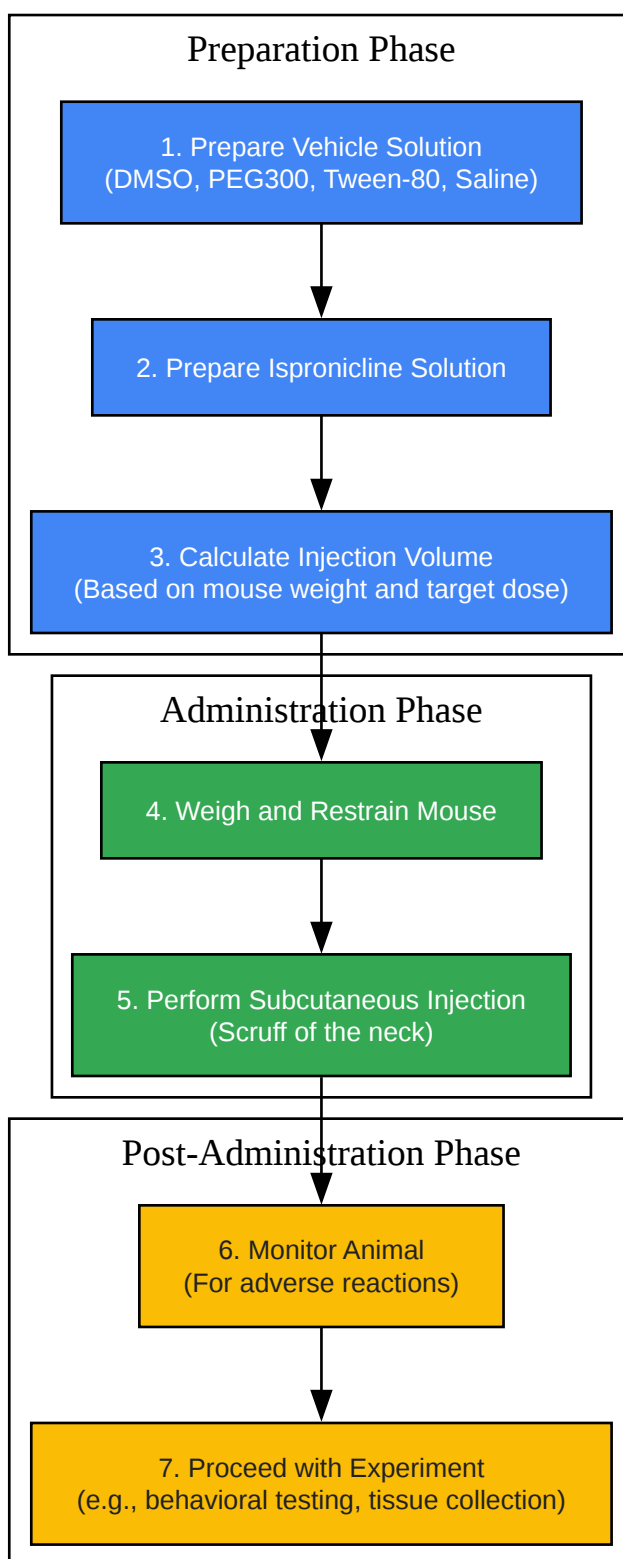 Preparation Phase
1. Prepare Vehicle Solution
(DMSO, PEG300, Tween-80, Saline)
2. Prepare Ispronicline Solution
3. Calculate Injection Volume
(Based on mouse weight and target dose)
Administration Phase
4. Weigh and Restrain Mouse
5. Perform Subcutaneous Injection
(Scruff of the neck)
Post-Administration Phase
6. Monitor Animal
(For adverse reactions)
7. Proceed with Experiment
(e.g., behavioral testing, tissue collection)